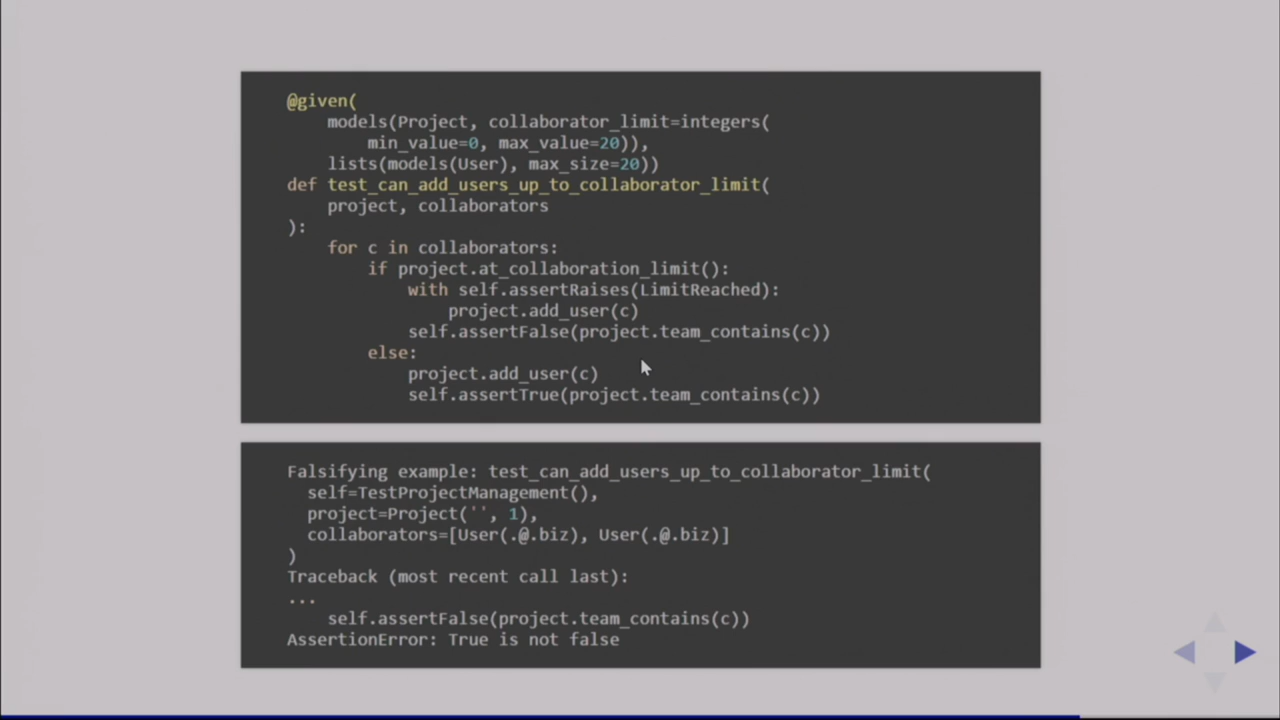 @given(
models(Project, collaborator_limit=integers(
min_value=0, max_value=20)),
lists(models(User), max_size=20))
def test_can_add_users_up_to_collaborator_limit(
project, collaborators
):
for c in collaborators:
if project.at_collaboration_limit():
with self.assertRaises(LimitReached):
project.add_user(c)
self.assertFalse(project.team_contains(c))
else:
project.add_user(c)
self.assertTrue(project.team_contains(c))
Falsifying example: test_can_add_users_up_to_collaborator_limit(
self=TestProjectManagement(),
project=Project('', 1),
collaborators=[User(.@.biz), User(.@.biz)]
)
Traceback (most recent call last):
...
self.assertFalse(project.team_contains(c))
AssertionError: True is not false